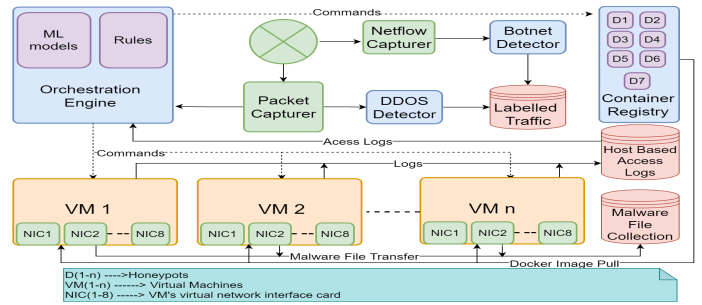 Commands
ML
models
Rules
Orchestration
Engine
Netflow
Capturer
Botnet
Detector
Packet
Capturer
DDOS
Detector
Labelled
Traffic
D1
D2
D3
D4
D5
D6
D7
Container
Registry
Acess Logs
Commands
Logs
Host Based
Access
Logs
VM 1
NIC1
NIC2
NIC8
VM 2
NIC1
NIC2
NIC8
VM n
NIC1
NIC2
NIC8
Malware
File
Collection
Malware File Transfer
Docker Image Pull
D(1-n) ---->Honeypots
VM(1-n) ------> Virtual Machines
NIC(1-8) -----> VM's virtual network interface card